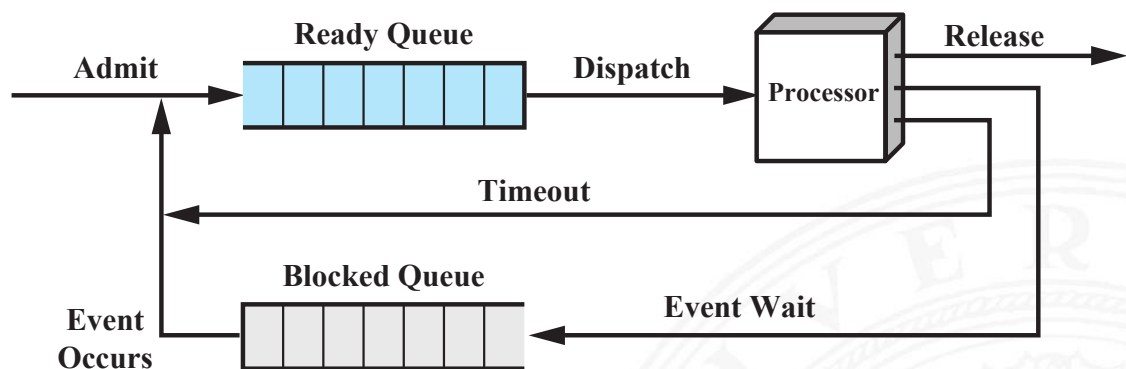 Ready Queue
Release
Admit
Dispatch
Processor
Timeout
Blocked Queue
Event Wait
Event
Occurs
V E R